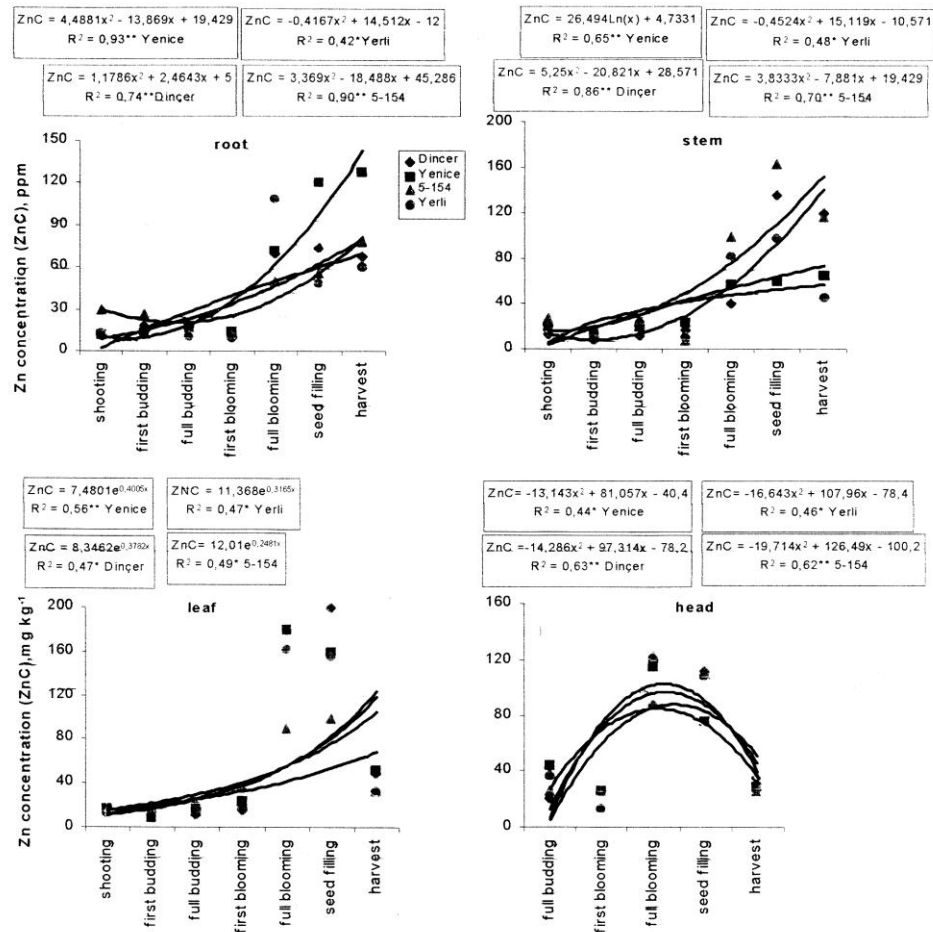 ZnC = 4,4881x² - 13,869x + 19,429
R² = 0,93** Yenice
ZnC = -0,4167x² + 14,512x - 12
R² = 0,42*Yerli
ZnC = 1,1786x² + 2,4643x + 5
R² = 0,74**Dinçer
ZnC = 3,369x² - 18,488x + 45,286
R² = 0,90** 5-154
root
Zn concentration (ZnC), ppm
150
120
90
60
30
0
shooting
first budding
full budding
first blooming
full blooming
seed filling
harvest
Dincer
Yenice
5-154
Yerli
ZnC = 26,494Ln(x) + 4,7331
R² = 0,65** Yenice
ZnC = -0,4524x² + 15,119x - 10,571
R² = 0,48* Yerli
ZnC = 5,25x² - 20,821x + 28,571
R² = 0,86** Dinçer
ZnC = 3,8333x² - 7,881x + 19,429
R² = 0,70** 5-154
stem
200
160
120
80
40
0
shooting
first budding
full budding
first blooming
full blooming
seed filling
harvest
ZnC = 7,4801e^0,4005x
R² = 0,56** Yenice
ZNC = 11,368e^0,3165x
R² = 0,47* Yerli
ZnC = 8,3462e^0,3782x
R² = 0,47* Dinçer
ZnC= 12,01e^0,2481x
R² = 0,49* 5-154
leaf
Zn concentration (ZnC),mg kg⁻¹
200
160
120
80
40
0
shooting
first budding
full budding
first blooming
full blooming
seed filling
harvest
ZnC= -13,143x² + 81,057x - 40,4
R² = 0,44* Yenice
ZnC= -16,643x² + 107,96x - 78,4
R² = 0,46* Yerli
ZnC =-14,286x² + 97,314x - 78,2
R² = 0,63** Dinçer
ZnC= -19,714x² + 126,49x - 100,2
R² = 0,62** 5-154
head
160
120
80
40
0
full budding
first blooming
full blooming
seed filling
harvest